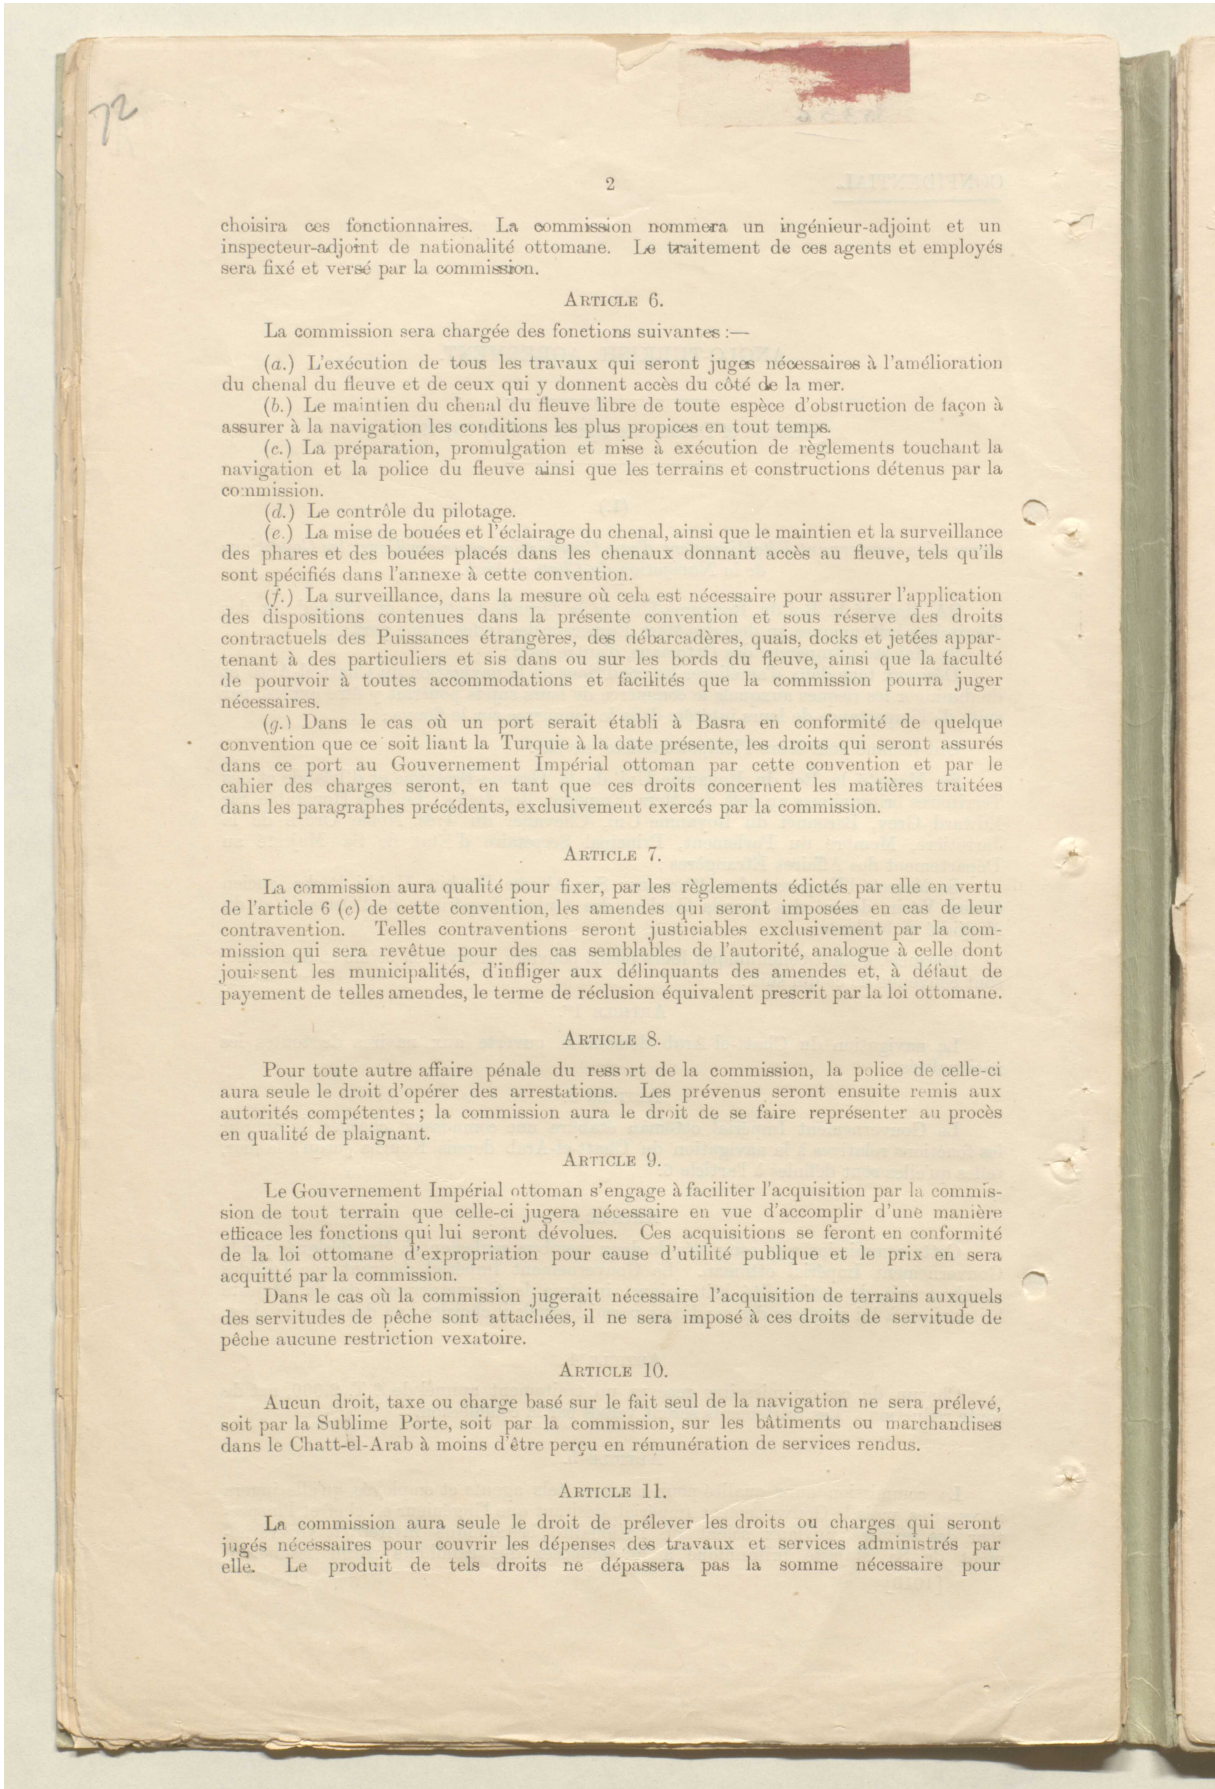 72
2
choisira ces fonctionnaires. La commission nommera un ingénieur-adjoint et un
inspecteur-adjoint de nationalité ottomane. Le traitement de ces agents et employés
sera fixé et versé par la commission.
ARTICLE 6.
La commission sera chargée des fonctions suivantes :—
(a.) L'exécution de tous les travaux qui seront juges nécessaires à l'amélioration
du chenal du fleuve et de ceux qui y donnent accès du côté de la mer.
(b.) Le maintien du chenal du fleuve libre de toute espèce d'obstruction de façon à
assurer à la navigation les conditions les plus propices en tout temps.
(c.) La préparation, promulgation et mise à exécution de règlements touchant la
navigation et la police du fleuve ainsi que les terrains et constructions détenus par la
commission.
(d.) Le contrôle du pilotage.
(e.) La mise de bouées et l'éclairage du chenal, ainsi que le maintien et la surveillance
des phares et des bouées placés dans les chenaux donnant accès au fleuve, tels qu'ils
sont spécifiés dans l'annexe à cette convention.
(f.) La surveillance, dans la mesure où cela est nécessaire pour assurer l'application
des dispositions contenues dans la présente convention et sous réserve des droits
contractuels des Puissances étrangères, des débarcadères, quais, docks et jetées appar-
tenant à des particuliers et sis dans ou sur les bords du fleuve, ainsi que la faculté
de pourvoir à toutes accommodations et facilités que la commission pourra juger
nécessaires.
(g.) Dans le cas où un port serait établi à Basra en conformité de quelque
convention que ce soit liant la Turquie à la date présente, les droits qui seront assurés
dans ce port au Gouvernement Impérial ottoman par cette convention et par le
cahier des charges seront, en tant que ces droits concernent les matières traitées
dans les paragraphes précédents, exclusivement exercés par la commission.
ARTICLE 7.
La commission aura qualité pour fixer, par les règlements édictés par elle en vertu
de l'article 6 (c) de cette convention, les amendes qui seront imposées en cas de leur
contravention. Telles contraventions seront justiciables exclusivement par la com-
mission qui sera revêtue pour des cas semblables de l'autorité, analogue à celle dont
jouissent les municipalités, d'infliger aux délinquants des amendes et, à défaut de
payement de telles amendes, le terme de réclusion équivalent prescrit par la loi ottomane.
ARTICLE 8.
Pour toute autre affaire pénale du ressort de la commission, la police de celle-ci
aura seule le droit d'opérer des arrestations. Les prévenus seront ensuite remis aux
autorités compétentes; la commission aura le droit de se faire représenter au procès
en qualité de plaignant.
ARTICLE 9.
Le Gouvernement Impérial ottoman s'engage à faciliter l'acquisition par la commis-
sion de tout terrain que celle-ci jugera nécessaire en vue d'accomplir d'une manière
efficace les fonctions qui lui seront dévolues. Ces acquisitions se feront en conformité
de la loi ottomane d'expropriation pour cause d'utilité publique et le prix en sera
acquitté par la commission.
Dans le cas où la commission jugerait nécessaire l'acquisition de terrains auxquels
des servitudes de pêche sont attachées, il ne sera imposé à ces droits de servitude de
pêche aucune restriction vexatoire.
ARTICLE 10.
Aucun droit, taxe ou charge basé sur le fait seul de la navigation ne sera prélevé,
soit par la Sublime Porte, soit par la commission, sur les bâtiments ou marchandises
dans le Chatt-el-Arab à moins d'être perçu en rémunération de services rendus.
ARTICLE 11.
La commission aura seule le droit de prélever les droits ou charges qui seront
jugés nécessaires pour couvrir les dépenses des travaux et services administrés par
elle. Le produit de tels droits ne dépassera pas la somme nécessaire pour